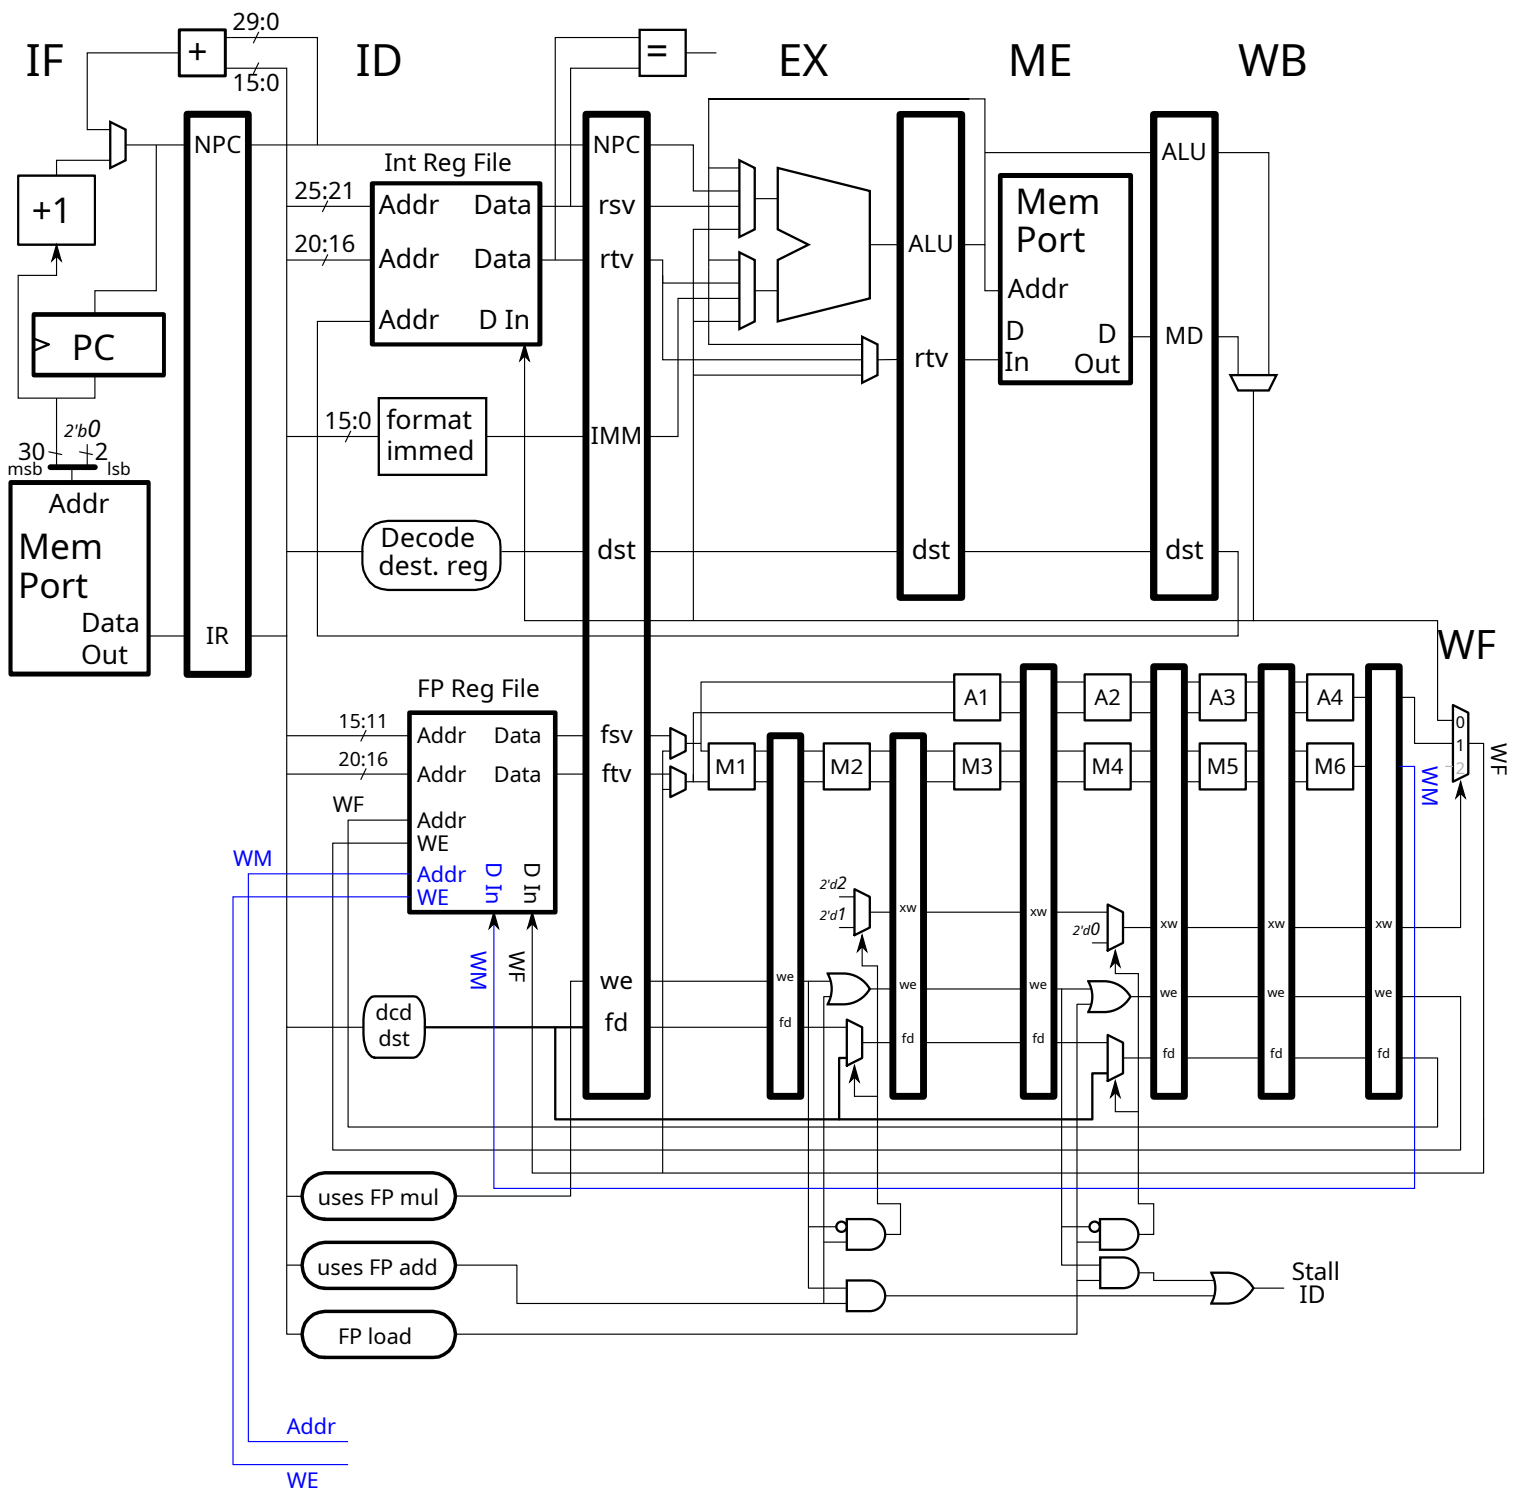 IF
ID
EX
ME
WB
29:0
+
15:0
=
NPC
NPC
ALU
Int Reg File
+1
25:21
Addr
Data
rsv
Mem
Port
20:16
Addr
Data
rtv
ALU
Addr
Addr
D In
PC
D
In
D
Out
rtv
MD
2'b0
30
2
msb
lsb
15:0
format
immed
IMM
Addr
Mem
Port
Data
Out
Decode
dest. reg
dst
dst
dst
IR
WF
FP Reg File
A1
A2
A3
A4
15:11
Addr
Data
fsv
0
1
2
WF
20:16
Addr
Data
ftv
M1
M2
M3
M4
M5
M6
WM
WF
Addr
WE
WM
Addr
WE
D In
D In
2'd2
2'd1
xw
xw
2'd0
xw
xw
xw
WM
WF
we
we
we
we
we
we
we
dcd
dst
fd
fd
fd
fd
fd
fd
fd
uses FP mul
uses FP add
FP load
Stall
ID
Addr
WE